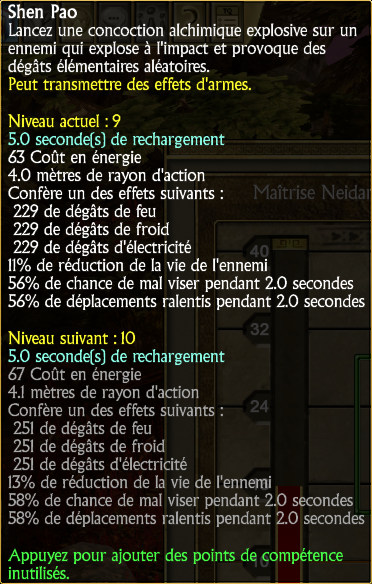 Shen Pao
Lancez une concoction alchimique explosive sur un
ennemi qui explose à l'impact et provoque des
dégâts élémentaires aléatoires.
Peut transmettre des effets d'armes.
Niveau actuel : 9
5.0 seconde(s) de rechargement
63 Coût en énergie
4.0 mètres de rayon d'action
Confère un des effets suivants :
229 de dégâts de feu
229 de dégâts de froid
229 de dégâts d'électricité
11% de réduction de la vie de l'ennemi
56% de chance de mal viser pendant 2.0 secondes
56% de déplacements ralentis pendant 2.0 secondes
Niveau suivant : 10
5.0 seconde(s) de rechargement
67 Coût en énergie
4.1 mètres de rayon d'action
Confère un des effets suivants :
251 de dégâts de feu
251 de dégâts de froid
251 de dégâts d'électricité
13% de réduction de la vie de l'ennemi
58% de chance de mal viser pendant 2.0 secondes
58% de déplacements ralentis pendant 2.0 secondes
Appuyez pour ajouter des points de compétence
inutilisés.
Maîtrise Neidan
40
32
24
16